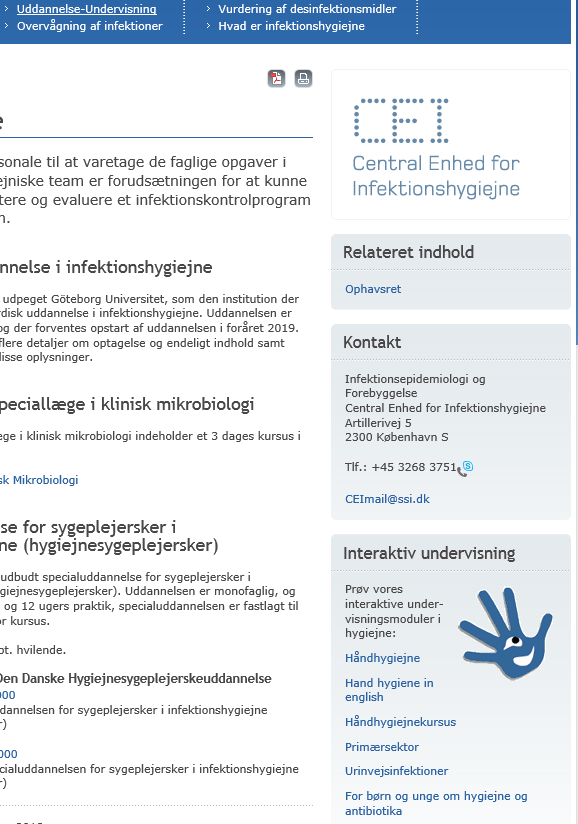 Uddannelse-Undervisning
Overvågning af infektioner
Vurdering af desinfektionsmidler
Hvad er infektionshygiejne
sonale til at varetage de faglige opgaver i
ejniske team er forudsætningen for at kunne
tere og evaluere et infektionskontrolprogram
n.
nnelse i infektionshygiejne
udpeget Göteborg Universitet, som den institution der
rdisk uddannelse i infektionshygiejne. Uddannelsen er
og der forventes opstart af uddannelsen i foråret 2019.
flere detaljer om optagelse og endeligt indhold samt
disse oplysninger.
peciallæge i klinisk mikrobiologi
ege i klinisk mikrobiologi indeholder et 3 dages kursus i
sk Mikrobiologi
se for sygeplejersker i
ne (hygiejnesygeplejersker)
udbudt specialuddannelse for sygeplejersker i
giejnesygeplejersker). Uddannelsen er monofaglig, og
og 12 ugers praktik, specialuddannelsen er fastlagt til
or kursus.
pt. hvilende.
Den Danske Hygiejnesygeplejerskeuddannelse
000
ddannelsen for sygeplejersker i infektionshygiejne
r)
000
cialuddannelsen for sygeplejersker i infektionshygiejne
r)
CEI
Central Enhed for
Infektionshygiejne
Relateret indhold
Ophavsret
Kontakt
Infektionsepidemiologi og
Forebyggelse
Central Enhed for Infektionshygiejne
Artillerivej 5
2300 København S
Tlf.: +45 3268 3751
CEImail@ssi.dk
Interaktiv undervisning
Prøv vores
interaktive under-
visningsmoduler i
hygiejne:
Håndhygiejne
Hand hygiene in
english
Håndhygiejnekursus
Primærsektor
Urinvejsinfektioner
For børn og unge om hygiejne og
antibiotika